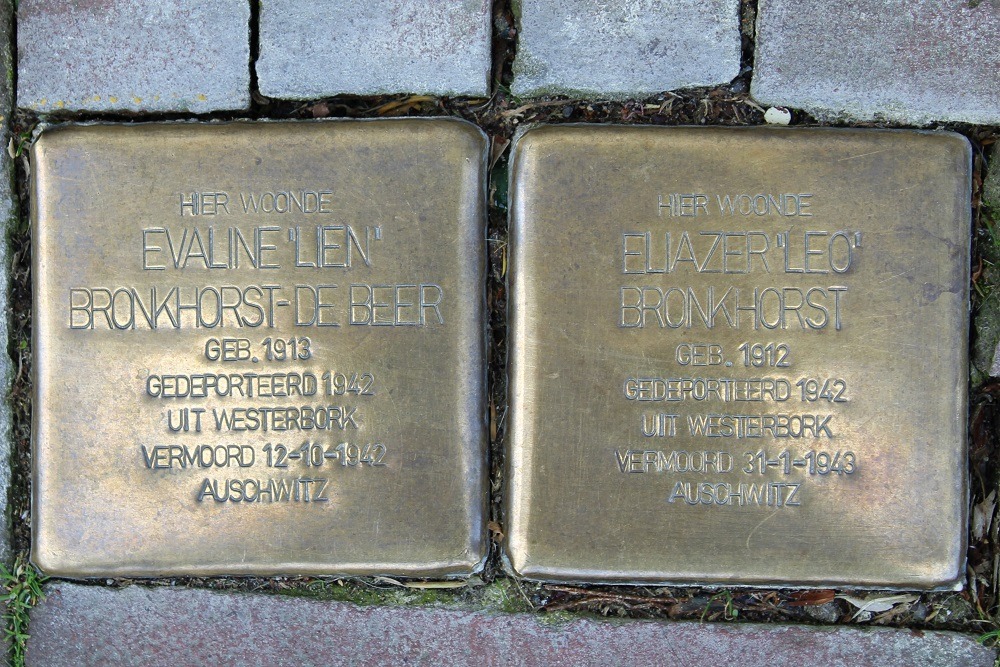 HIER WOONDE
EVALINE "LIEN"
BRONKHORST-DE BEER
GEB. 1913
GEDEPORTEERD 1942
UIT WESTERBORK
VERMOORD 12-10-1942
AUSCHWITZ
HIER WOONDE
ELIAZER "LEO"
BRONKHORST
GEB. 1912
GEDEPORTEERD 1942
UIT WESTERBORK
VERMOORD 31-1-1943
AUSCHWITZ